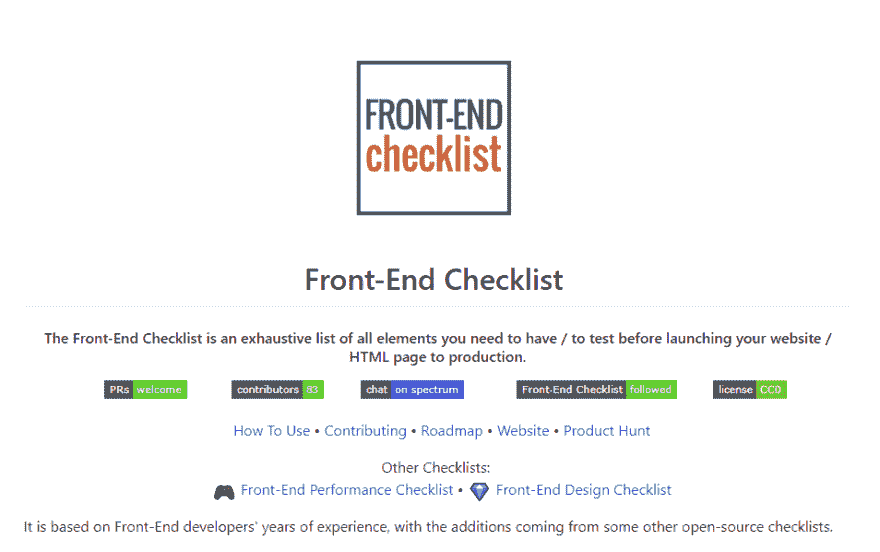 FRONT-END
checklist
Front-End Checklist
The Front-End Checklist is an exhaustive list of all elements you need to have / to test before launching your website /
HTML page to production.
PRs welcome contributors 83 chat on spectrum Front-End Checklist followed license CC0
How To Use • Contributing • Roadmap • Website • Product Hunt
Other Checklists:
Front-End Performance Checklist • Front-End Design Checklist
It is based on Front-End developers' years of experience, with the additions coming from some other open-source checklists.